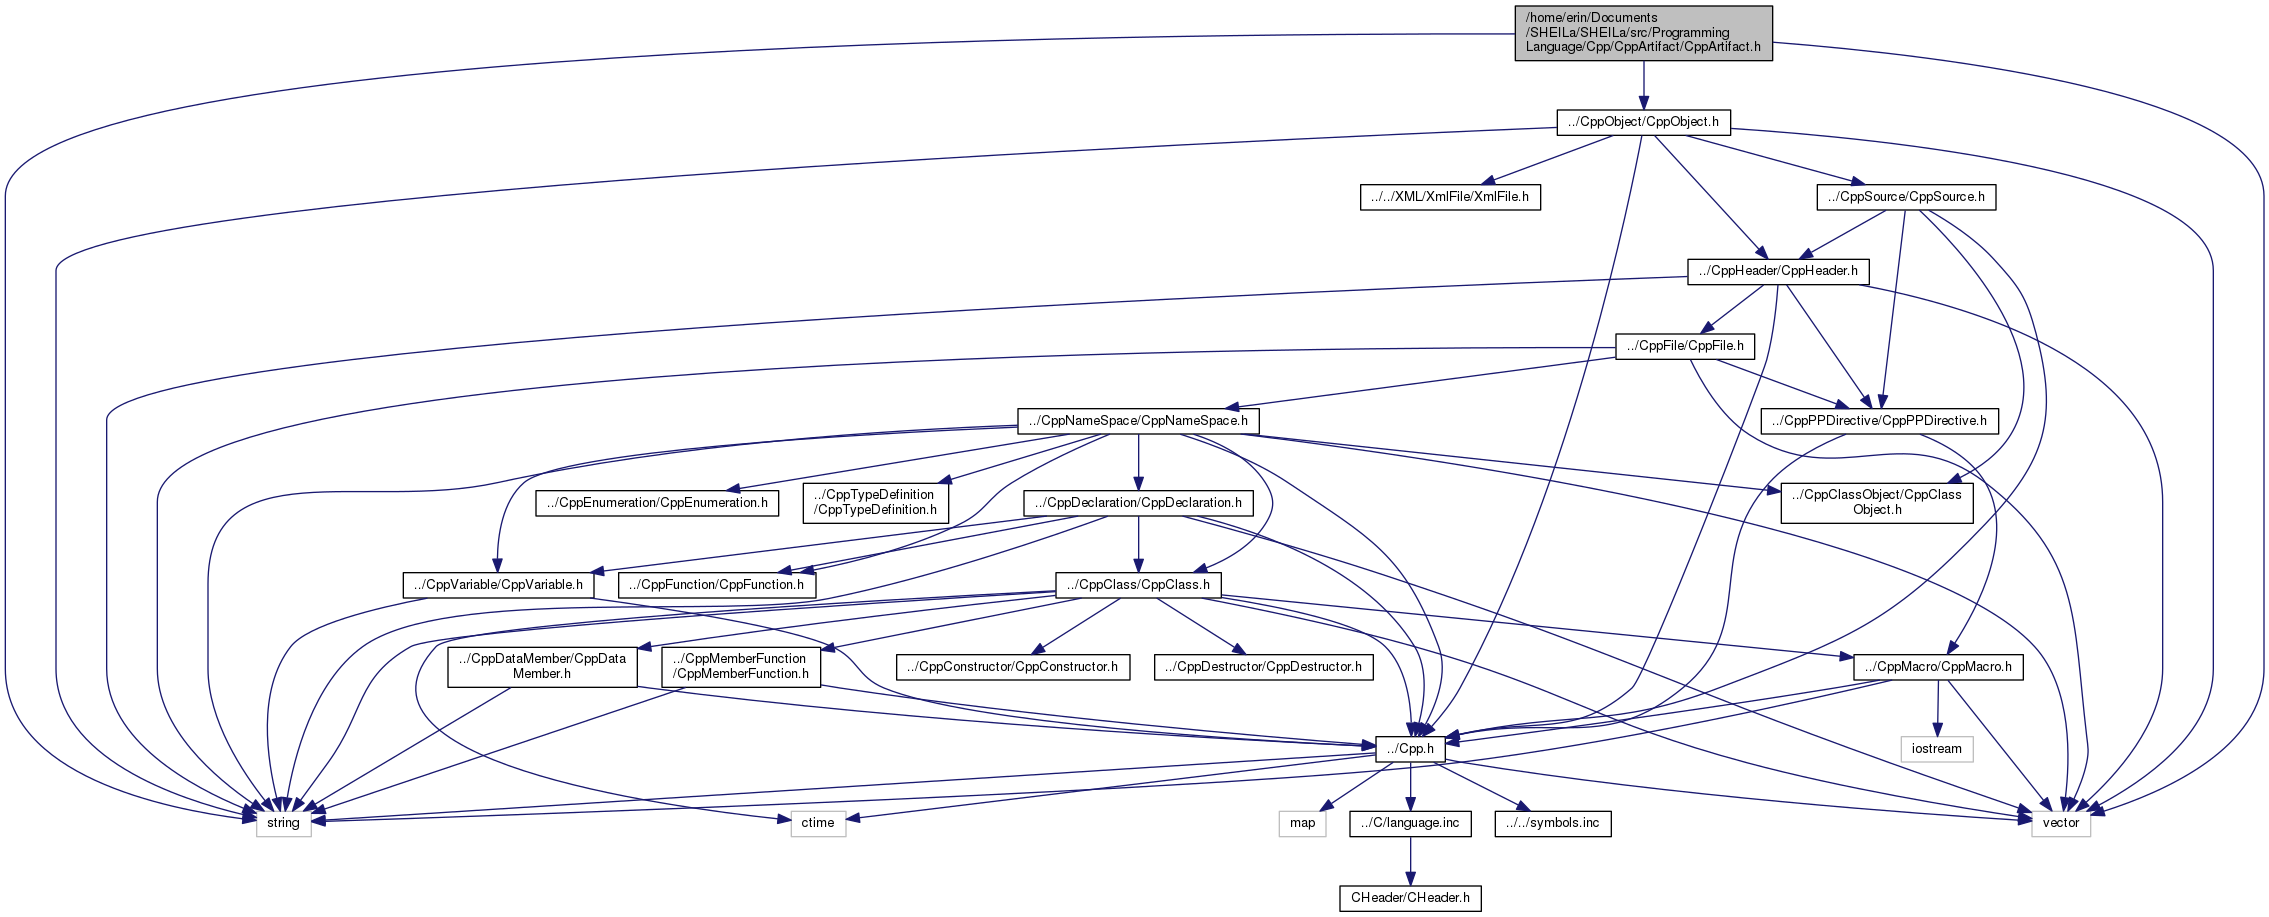 /home/erin/Documents
/SHEILa/SHEILa/src/Programming
Language/Cpp/CppArtifact/CppArtifact.h
../CppObject/CppObject.h
../../XML/XmlFile/XmlFile.h
../CppSource/CppSource.h
../CppHeader/CppHeader.h
../CppFile/CppFile.h
../CppNameSpace/CppNameSpace.h
../CppPPDirective/CppPPDirective.h
../CppEnumeration/CppEnumeration.h
../CppTypeDefinition
/CppTypeDefinition.h
../CppDeclaration/CppDeclaration.h
../CppClassObject/CppClass
Object.h
../CppVariable/CppVariable.h
../CppFunction/CppFunction.h
../CppClass/CppClass.h
../CppDataMember/CppData
Member.h
../CppMemberFunction
/CppMemberFunction.h
../CppConstructor/CppConstructor.h
../CppDestructor/CppDestructor.h
../CppMacro/CppMacro.h
../Cpp.h
iostream
string
ctime
map
../C/language.inc
../../symbols.inc
vector
CHeader/CHeader.h